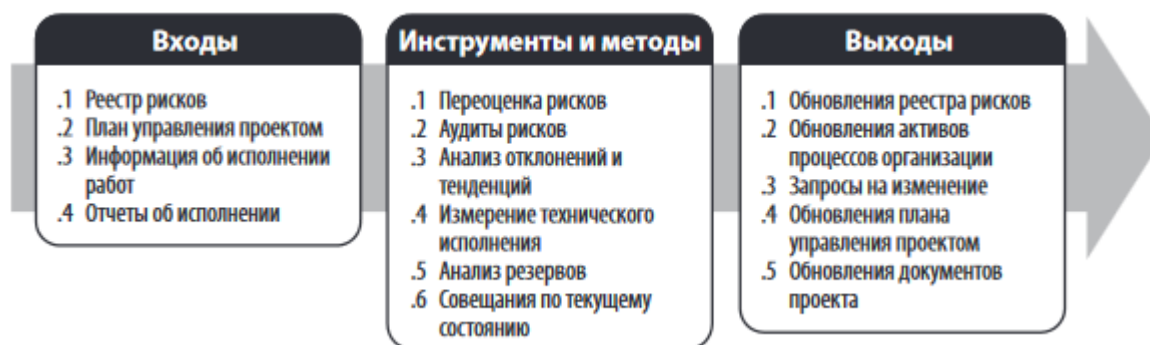 Входы
.1 Реестр рисков
.2 План управления проектом
.3 Информация об исполнении
работ
.4 Отчеты об исполнении
Инструменты и методы
.1 Переоценка рисков
.2 Аудиты рисков
.3 Анализ отклонений и
тенденций
.4 Измерение технического
исполнения
.5 Анализ резервов
.6 Совещания по текущему
состоянию
Выходы
.1 Обновления реестра рисков
.2 Обновления активов
процессов организации
.3 Запросы на изменение
.4 Обновления плана
управления проектом
.5 Обновления документов
проекта